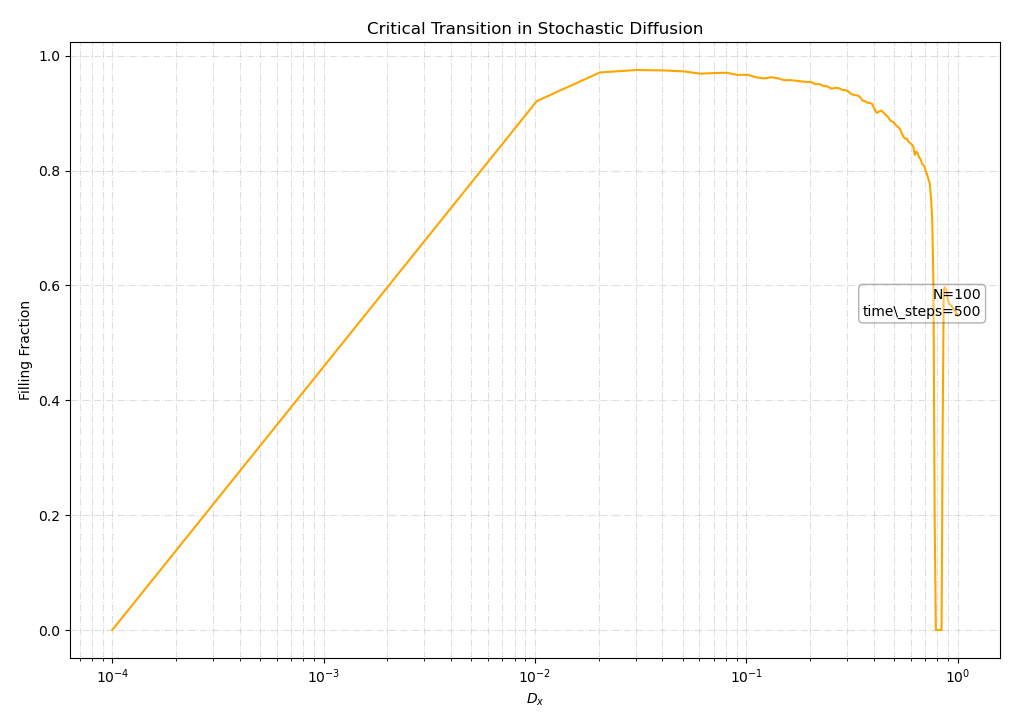 Critical Transition in Stochastic Diffusion
1.0
0.8
0.6
0.4
0.2
0.0
Filling Fraction
N=100
time\_steps=500
10⁻⁴ 10⁻³ 10⁻² 10⁻¹ 10⁰
Dₓ